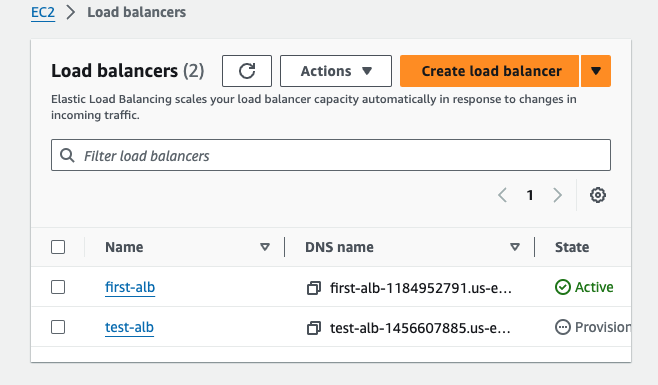 EC2 > Load balancers
Load balancers (2) Actions Create load balancer
Elastic Load Balancing scales your load balancer capacity automatically in response to changes in
incoming traffic.
Filter load balancers
1
Name DNS name State
first-alb first-alb-1184952791.us-e... Active
test-alb test-alb-1456607885.us-e... Provision